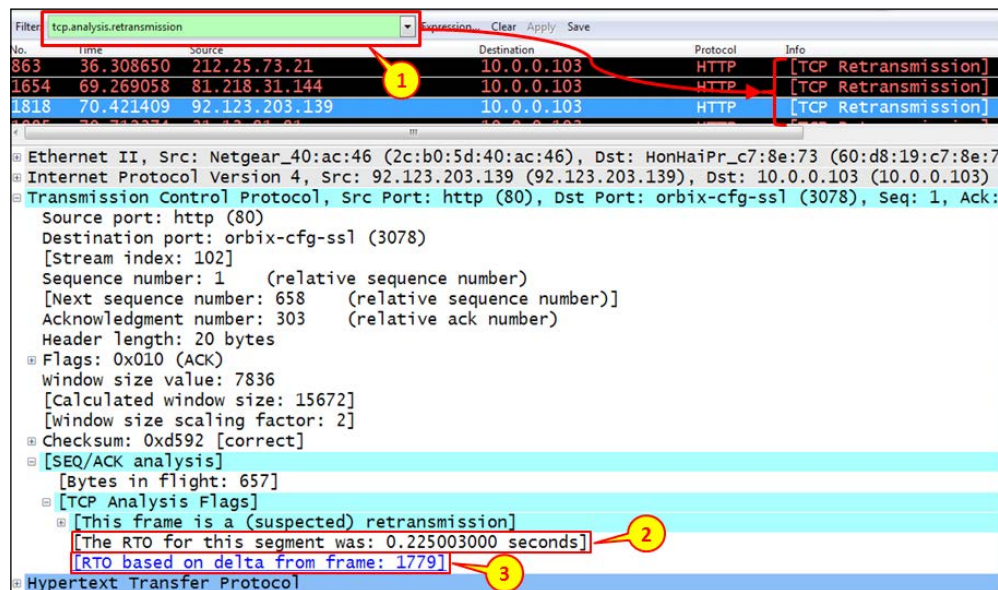 Filter: tcp.analysis.retransmission Expression... Clear Apply Save
No. Time Source Destination Protocol Info
863 36.308650 212.25.73.21 10.0.0.103 HTTP [TCP Retransmission]
1654 69.269058 81.218.31.144 10.0.0.103 HTTP [TCP Retransmission]
1818 70.421409 92.123.203.139 10.0.0.103 HTTP [TCP Retransmission]
1
Ethernet II, Src: Netgear_40:ac:46 (2c:b0:5d:40:ac:46), Dst: HonHaiPr_c7:8e:73 (60:d8:19:c7:8e:7
Internet Protocol Version 4, Src: 92.123.203.139 (92.123.203.139), Dst: 10.0.0.103 (10.0.0.103)
Transmission Control Protocol, Src Port: http (80), Dst Port: orbix-cfg-ssl (3078), Seq: 1, Ack:
Source port: http (80)
Destination port: orbix-cfg-ssl (3078)
[Stream index: 102]
Sequence number: 1 (relative sequence number)
[Next sequence number: 658 (relative sequence number)]
Acknowledgment number: 303 (relative ack number)
Header length: 20 bytes
Flags: 0x010 (ACK)
Window size value: 7836
[Calculated window size: 15672]
[Window size scaling factor: 2]
Checksum: 0xd592 [correct]
[SEQ/ACK analysis]
[Bytes in flight: 657]
[TCP Analysis Flags]
[This frame is a (suspected) retransmission]
[The RTO for this segment was: 0.225003000 seconds]
2
[RTO based on delta from frame: 1779]
3
Hypertext Transfer Protocol